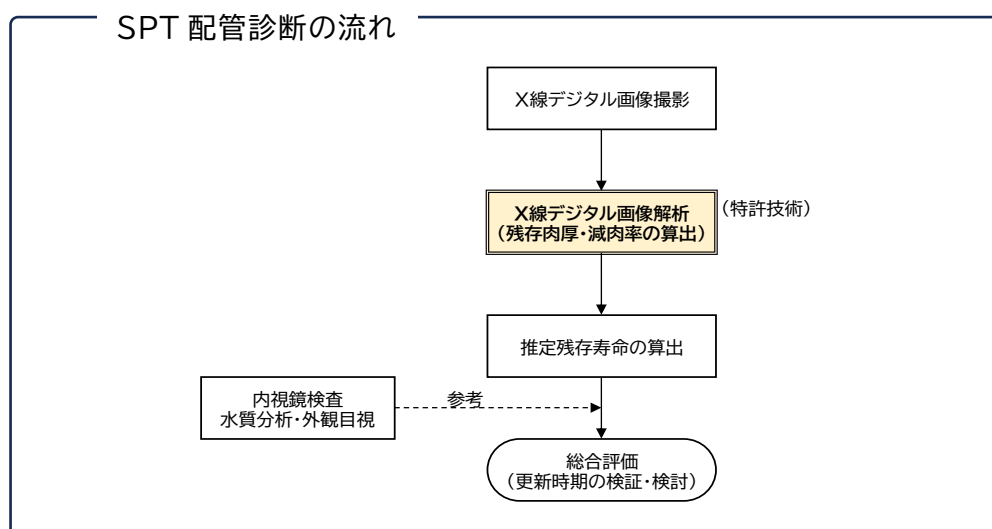 SPT 配管診断の流れ
X線デジタル画像撮影
X線デジタル画像解析
（残存肉厚・減肉率の算出）
（特許技術）
推定残存寿命の算出
内視鏡検査
水質分析・外観目視
参考
総合評価
（更新時期の検証・検討）